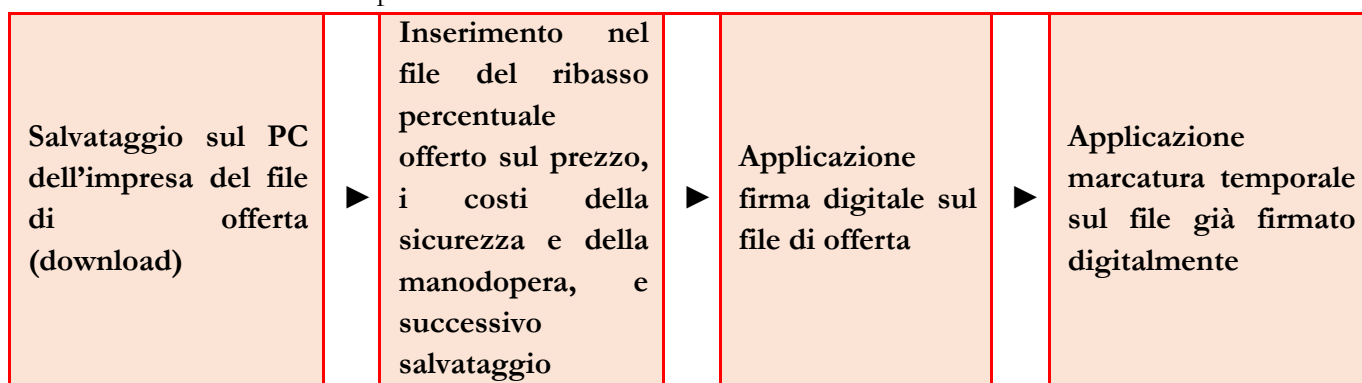 Salvataggio sul PC
dell'impresa del file
di offerta
(download)
►
Inserimento nel
file del ribasso
percentuale
offerto sul prezzo,
i costi della
sicurezza e della
manodopera, e
successivo
salvataggio
►
Applicazione
firma digitale sul
file di offerta
►
Applicazione
marcatura temporale
sul file già firmato
digitalmente